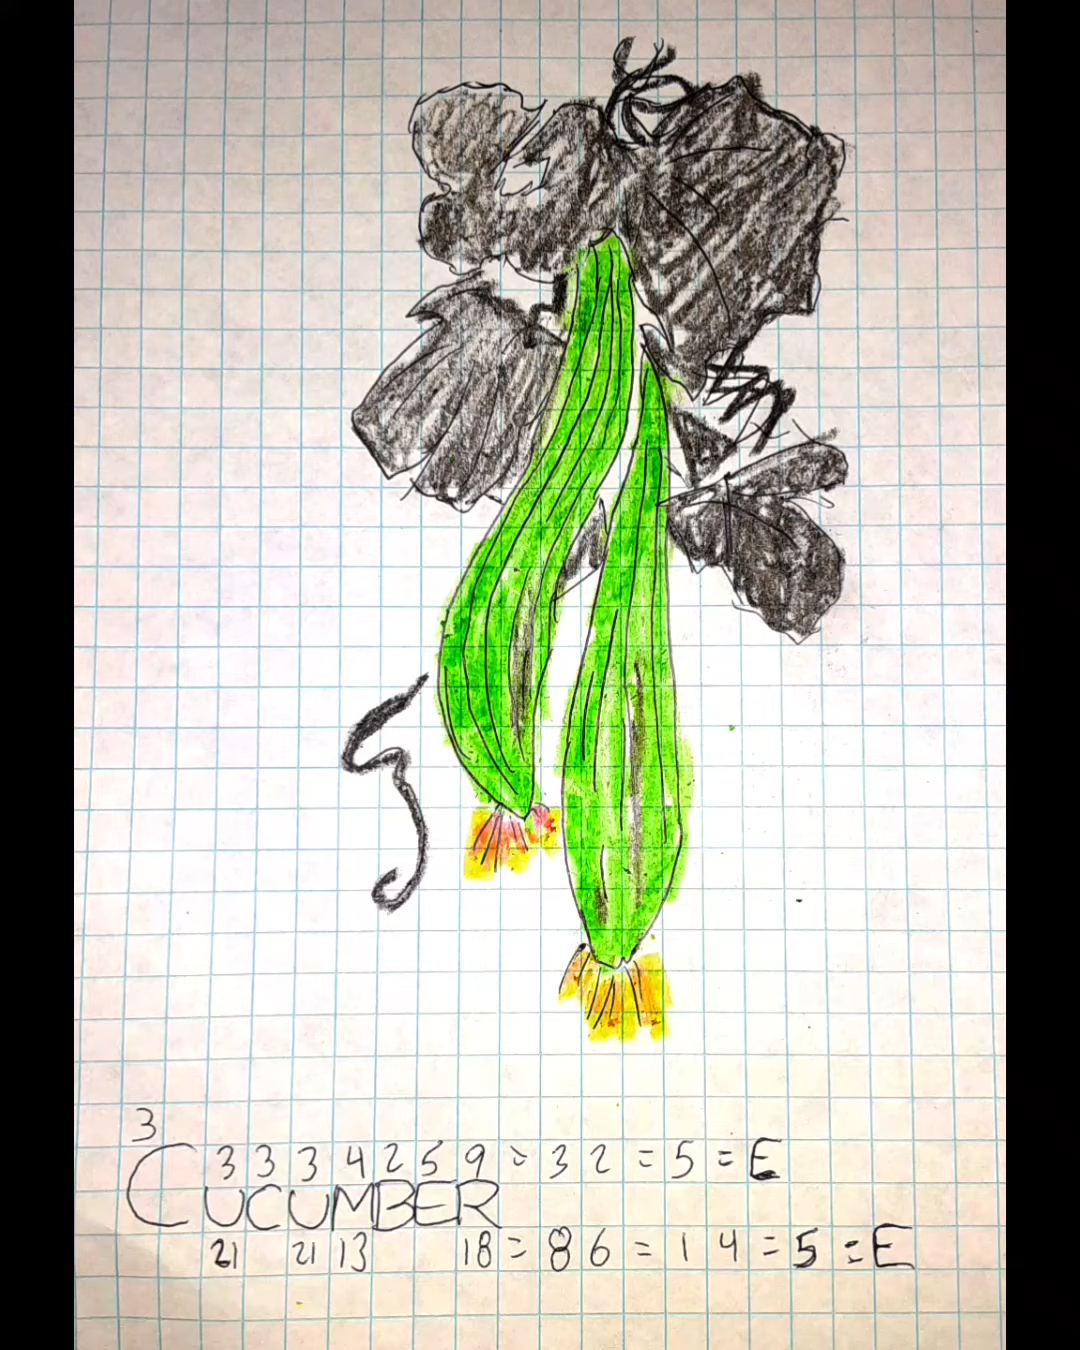 3
3 3 3 4 2 5 9 = 3 2 = 5 = E
CUCUMBER
21 21 13 18 = 8 6 = 1 4 = 5 = E